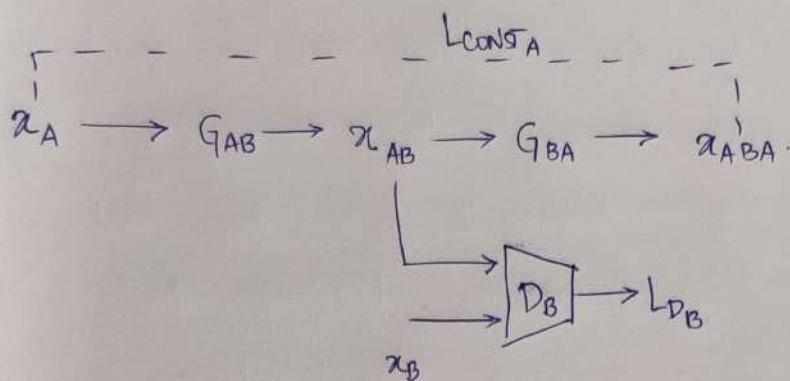 L_CONST_A
x_A → G_AB → x_AB → G_BA → x_ABA
D_B → L_D_B
x_B